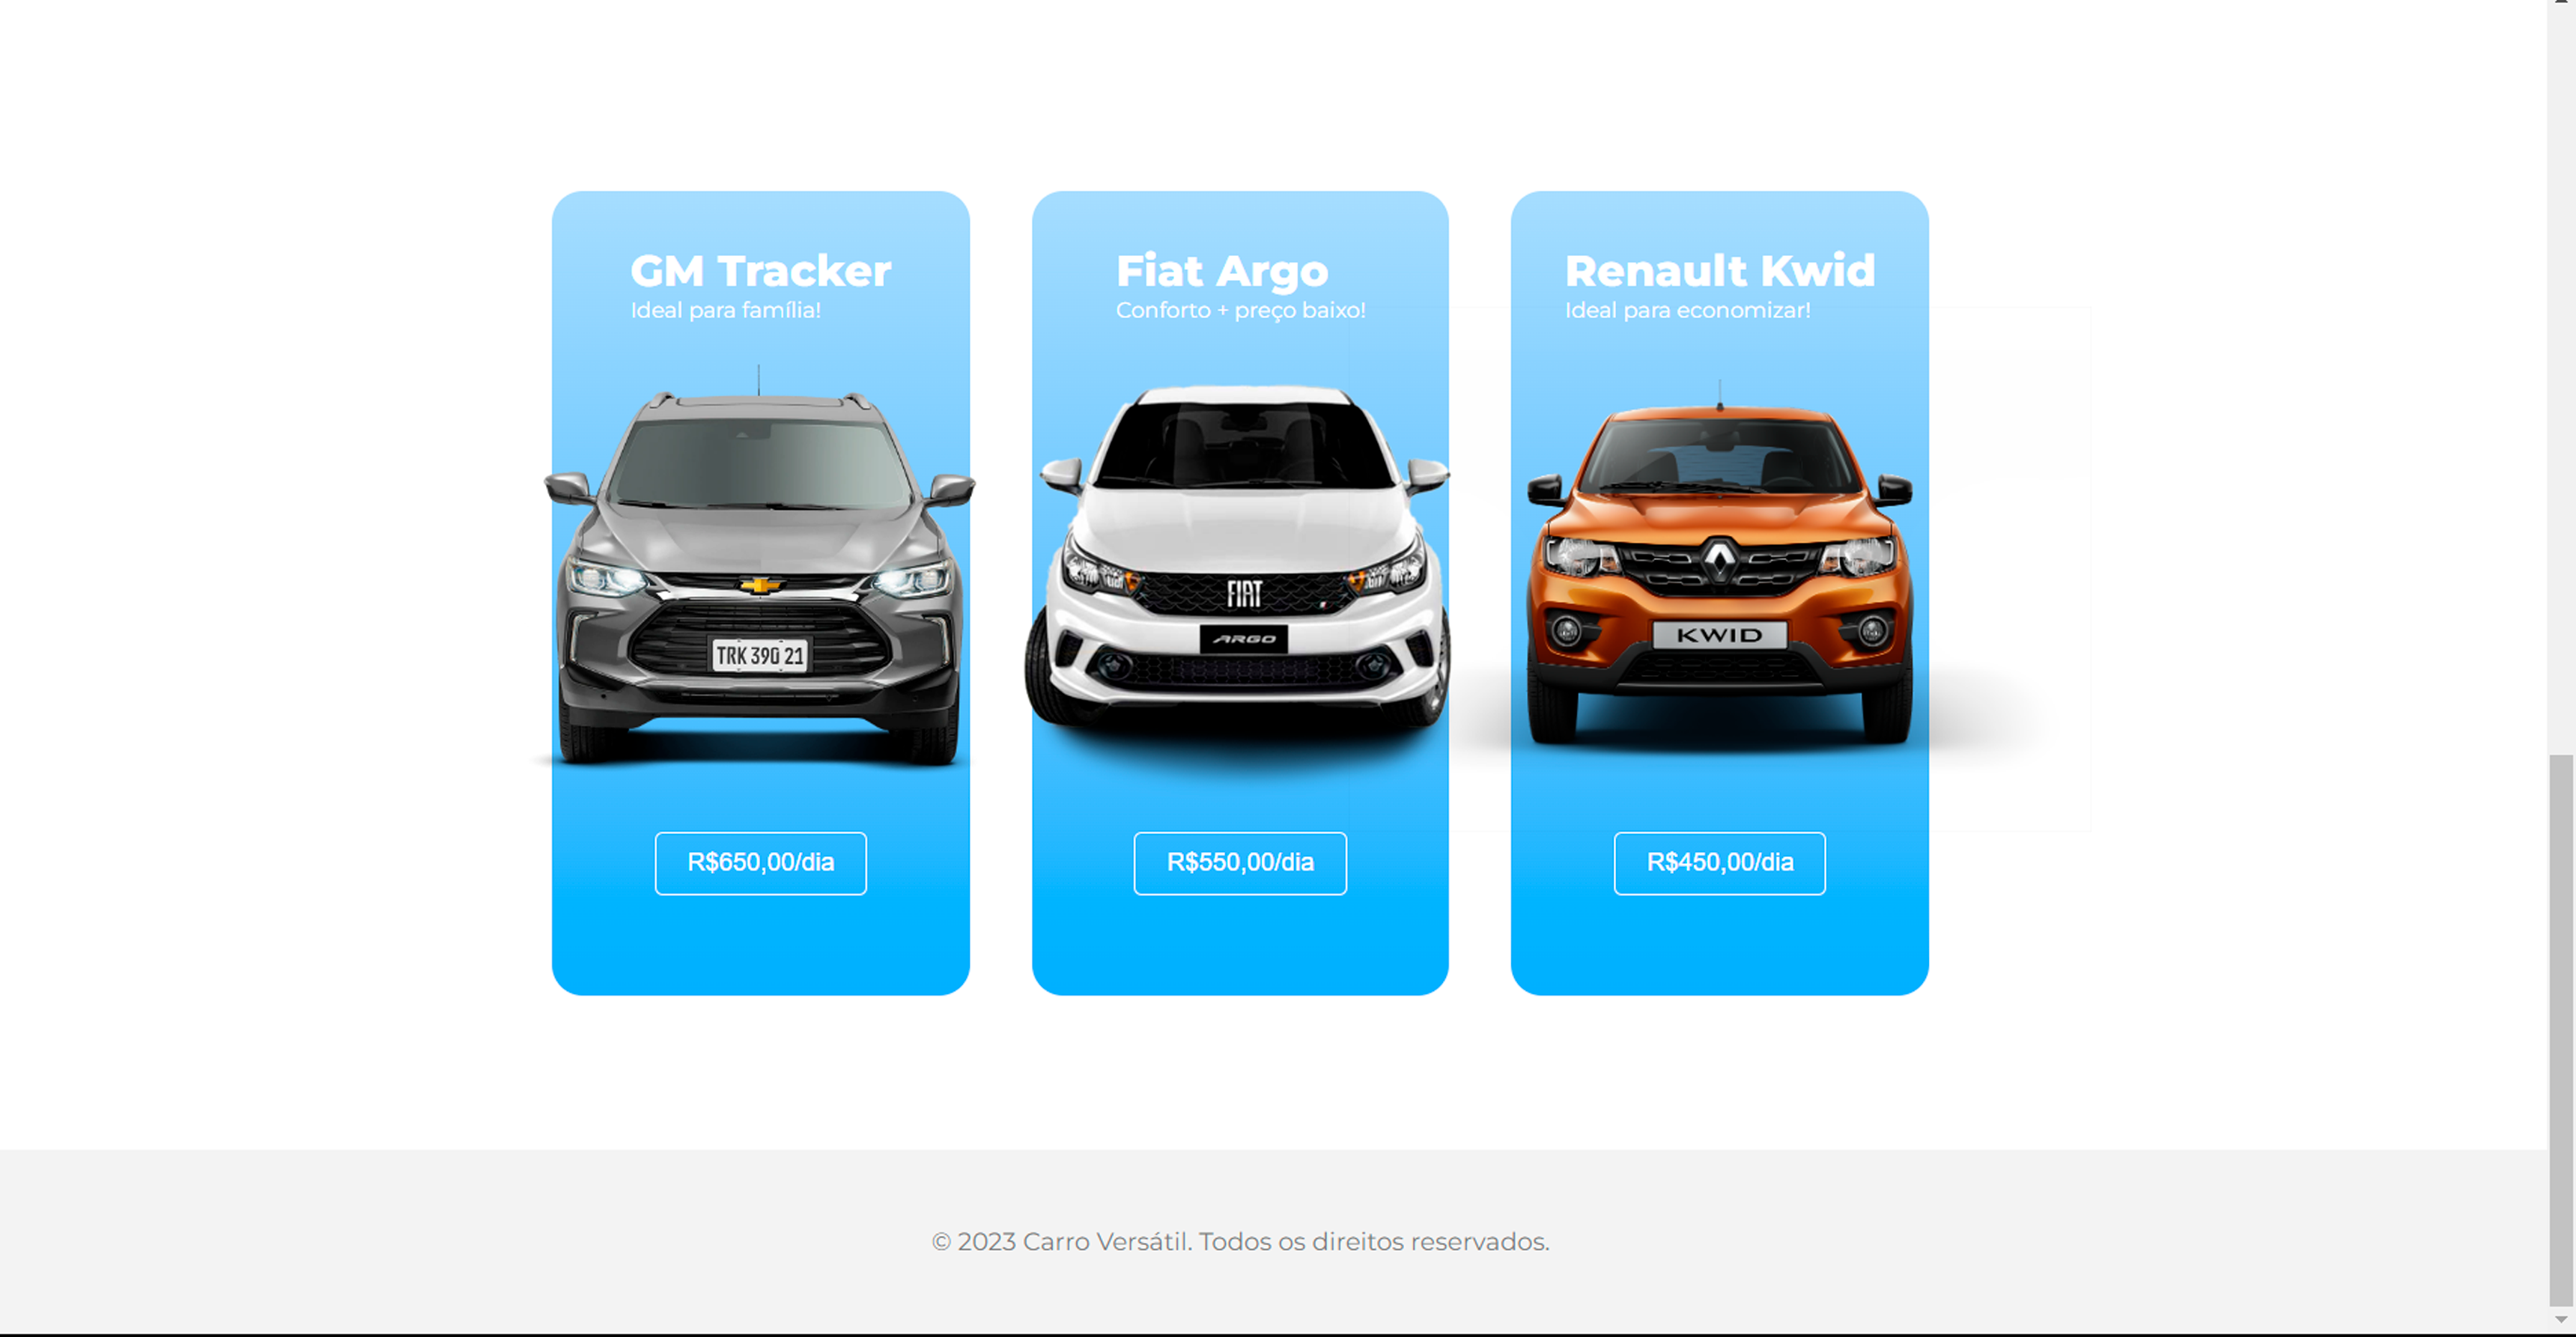 GM Tracker
Ideal para família!
TRK 390 21
R$650,00/dia
Fiat Argo
Conforto + preço baixo!
FIAT
ARGO
R$550,00/dia
Renault Kwid
Ideal para economizar!
KWID
R$450,00/dia
© 2023 Carro Versátil. Todos os direitos reservados.